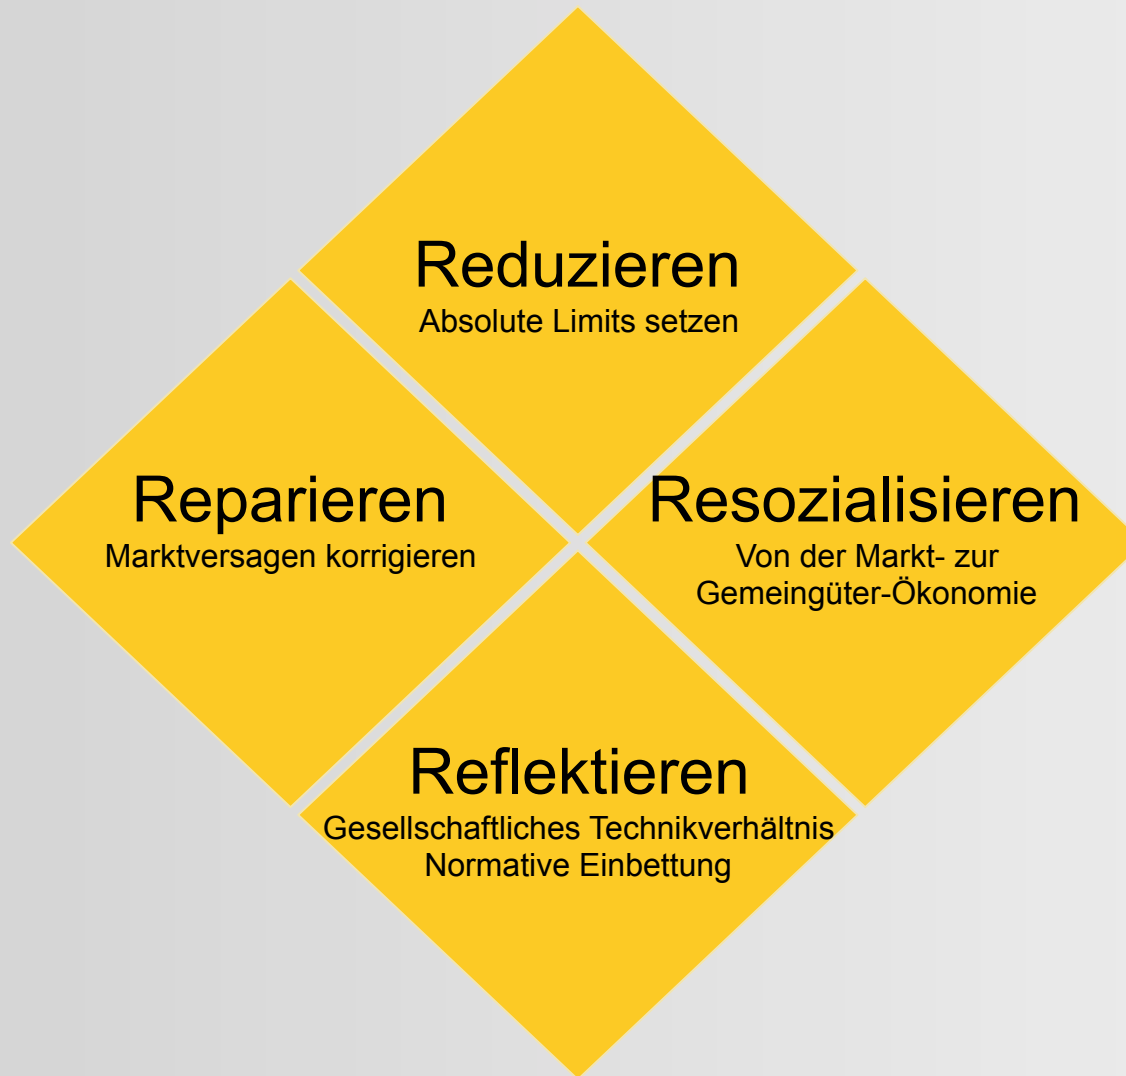 Reduzieren
Absolute Limits setzen
Reparieren
Marktversagen korrigieren
Resozialisieren
Von der Markt- zur
Gemeingüter-Ökonomie
Reflektieren
Gesellschaftliches Technikverhältnis
Normative Einbettung